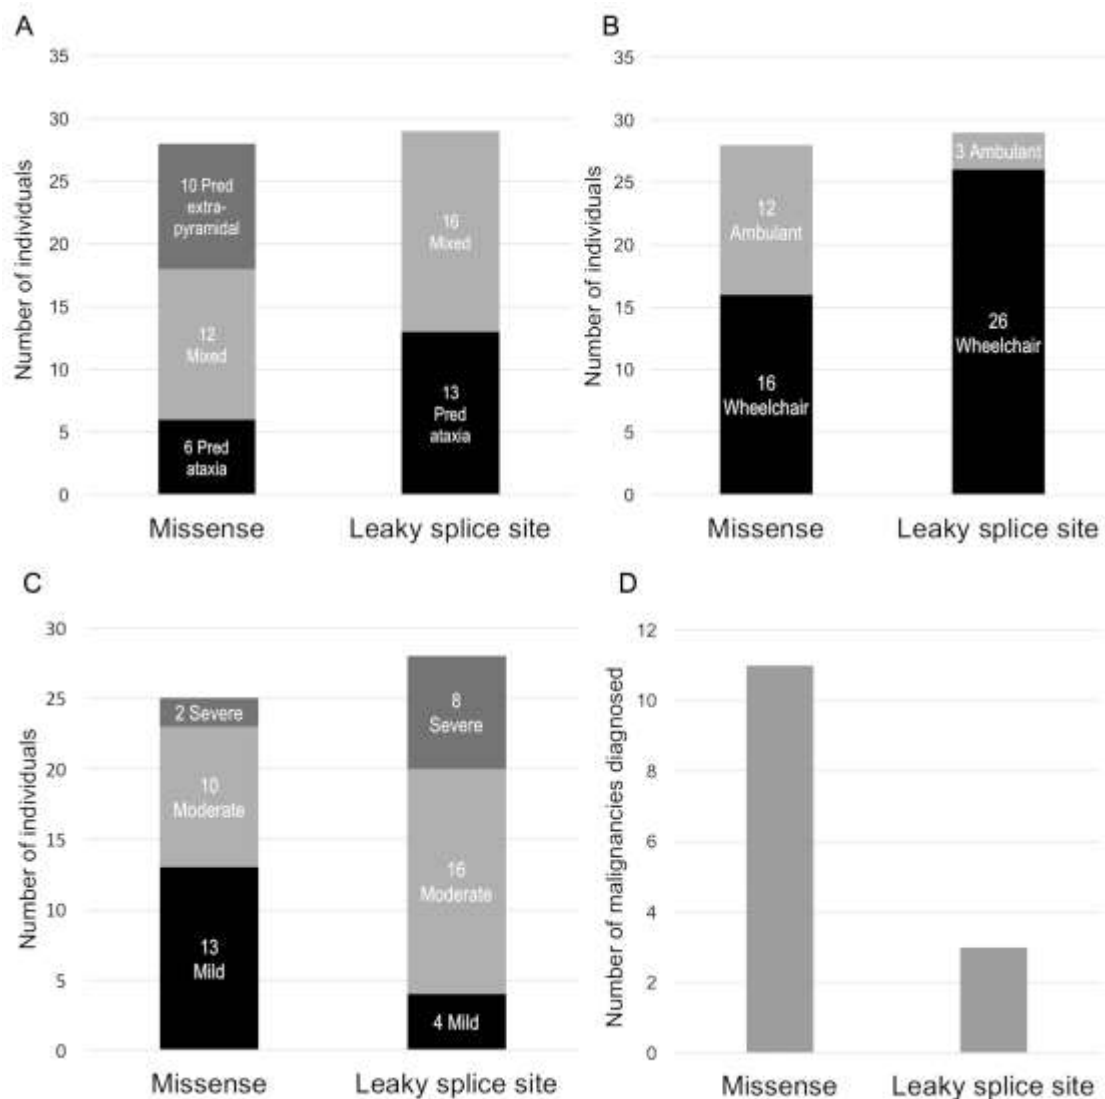 A
Number of individuals
35
30
25
20
15
10
5
0
10 Pred
extra-
pyramidal
12
Mixed
6 Pred
ataxia
16
Mixed
13
Pred
ataxia
Missense
Leaky splice site
B
Number of individuals
35
30
25
20
15
10
5
0
12
Ambulant
16
Wheelchair
3 Ambulant
26
Wheelchair
Missense
Leaky splice site
C
Number of individuals
30
25
20
15
10
5
0
2 Severe
10
Moderate
13
Mild
8
Severe
16
Moderate
4 Mild
Missense
Leaky splice site
D
Number of malignancies diagnosed
12
10
8
6
4
2
0
Missense
Leaky splice site